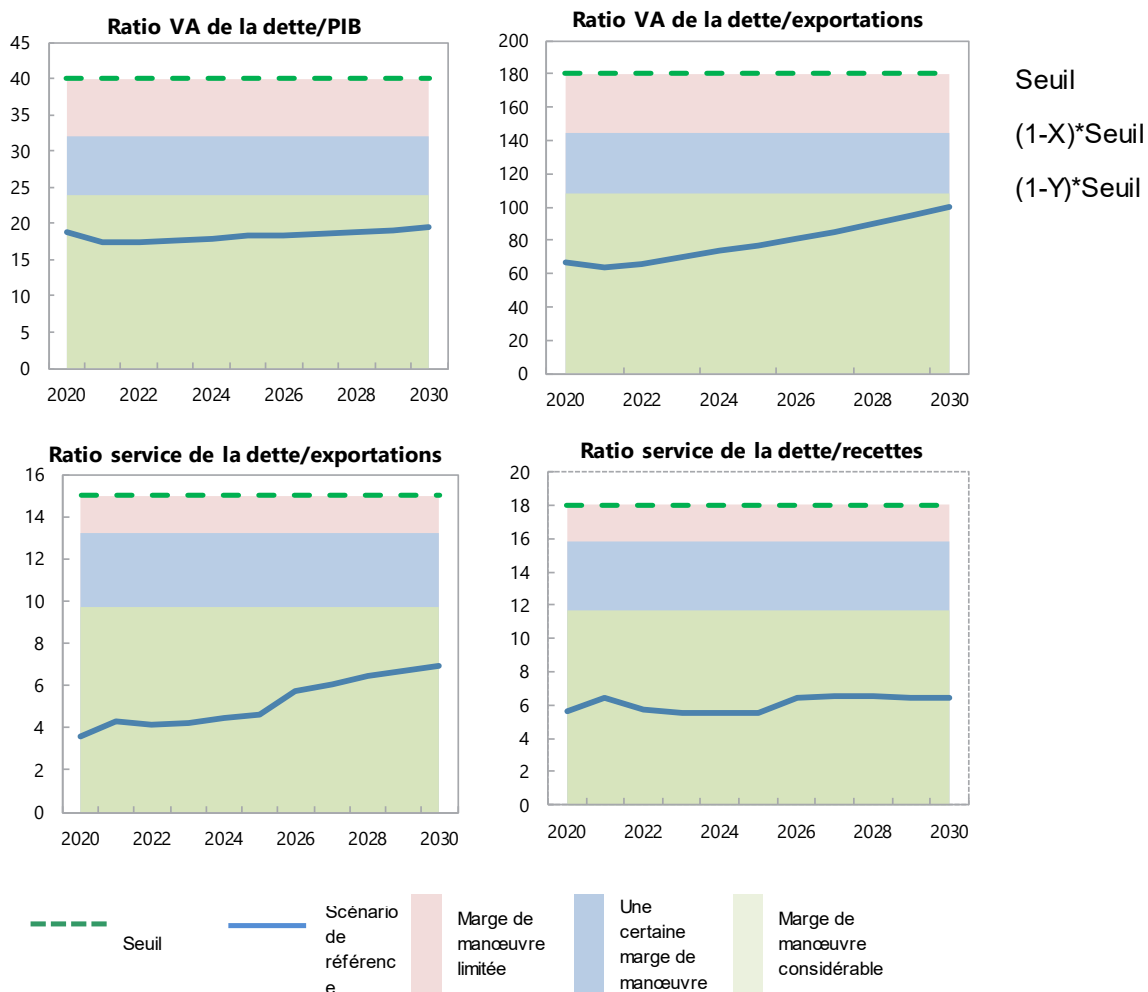 Ratio VA de la dette/PIB
45
40
35
30
25
20
15
10
5
0
2020 2022 2024 2026 2028 2030
Ratio VA de la dette/exportations
200
180
160
140
120
100
80
60
40
20
0
2020 2022 2024 2026 2028 2030
Seuil
(1-X)*Seuil
(1-Y)*Seuil
Ratio service de la dette/exportations
16
14
12
10
8
6
4
2
0
2020 2022 2024 2026 2028 2030
Ratio service de la dette/recettes
20
18
16
14
12
10
8
6
4
2
0
2020 2022 2024 2026 2028 2030
Seuil
Scénario
de
référenc
e
Marge de
manœuvre
limitée
Une
certaine
marge de
manœuvre
Marge de
manœuvre
considérable